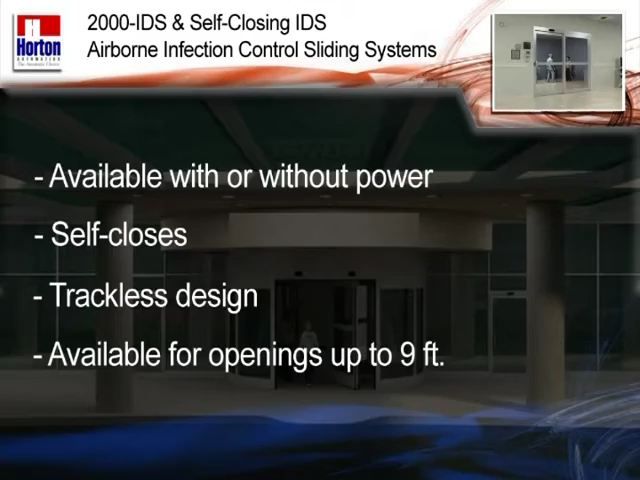 2000-IDS & Self-Closing IDS
Airborne Infection Control Sliding Systems
H
Horton
AUTOMATICS
- Available with or without power
- Self-closes
- Trackless design
- Available for openings up to 9 ft.